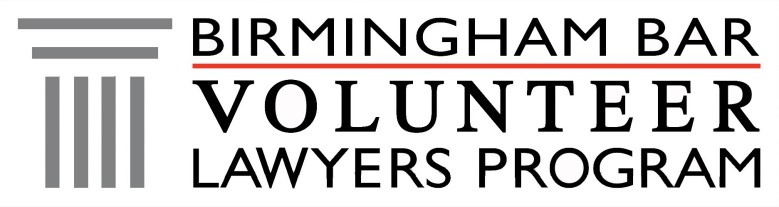 BIRMINGHAM BAR
VOLUNTEER
LAWYERS PROGRAM